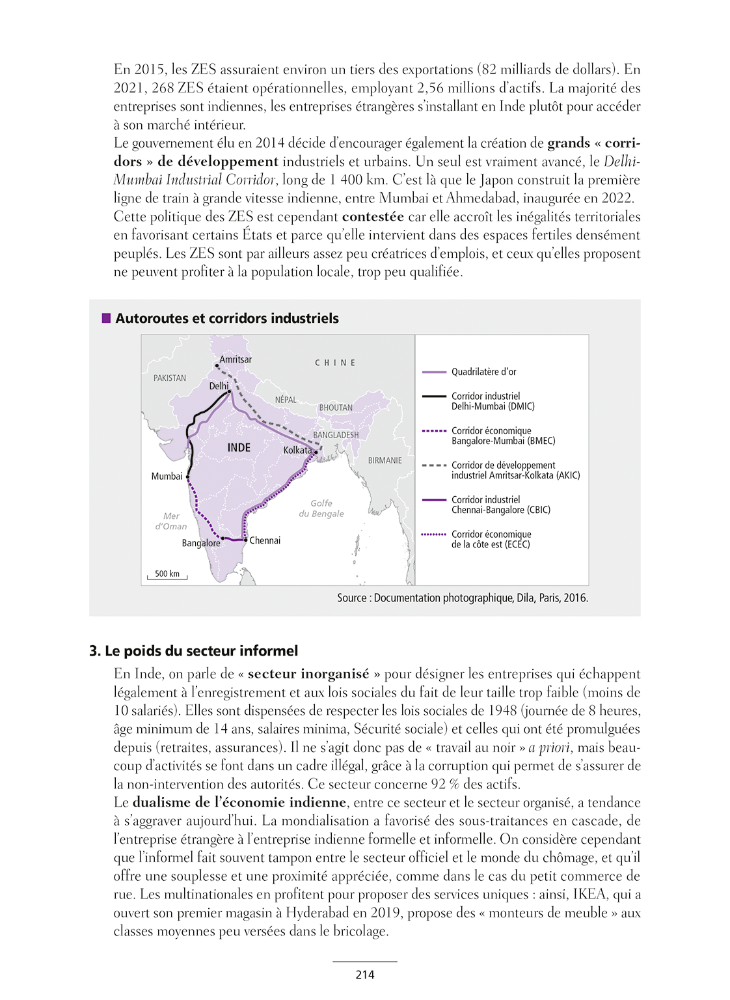 En 2015, les ZES assuraient environ un tiers des exportations (82 milliards de dollars). En
2021, 268 ZES étaient opérationnelles, employant 2,56 millions d’actifs. La majorité des
entreprises sont indiennes, les entreprises étrangères s’installant en Inde plutôt pour accéder
à son marché intérieur.
Le gouvernement élu en 2014 décide d’encourager également la création de grands « corri-
dors » de développement industriels et urbains. Un seul est vraiment avancé, le Delhi-
Mumbai Industrial Corridor, long de 1 400 km. C’est là que le Japon construit la première
ligne de train à grande vitesse indienne, entre Mumbai et Ahmedabad, inaugurée en 2022.
Cette politique des ZES est cependant contestée car elle accroît les inégalités territoriales
en favorisant certains États et parce qu’elle intervient dans des espaces fertiles densément
peuplés. Les ZES sont par ailleurs assez peu créatrices d’emplois, et ceux qu’elles proposent
ne peuvent profiter à la population locale, trop peu qualifiée.
Autoroutes et corridors industriels
Amritsar
CHINE
PAKISTAN
Delhi
NÉPAL
BHOUTAN
BANGLADESH
INDE
Kolkata
BIRMANIE
Mumbai
Golfe
du Bengale
Mer
d’Oman
Bangalore
Chennai
500 km
Quadrilatère d'or
Corridor industriel
Delhi-Mumbai (DMIC)
Corridor économique
Bangalore-Mumbai (BMEC)
Corridor de développement
industriel Amritsar-Kolkata (AKIC)
Corridor industriel
Chennai-Bangalore (CBIC)
Corridor économique
de la côte est (ECEC)
Source : Documentation photographique, Dila, Paris, 2016.
3. Le poids du secteur informel
En Inde, on parle de « secteur inorganisé » pour désigner les entreprises qui échappent
légalement à l’enregistrement et aux lois sociales du fait de leur taille trop faible (moins de
10 salariés). Elles sont dispensées de respecter les lois sociales de 1948 (journée de 8 heures,
âge minimum de 14 ans, salaires minima, Sécurité sociale) et celles qui ont été promulguées
depuis (retraites, assurances). Il ne s’agit donc pas de « travail au noir » a priori, mais beau-
coup d’activités se font dans un cadre illégal, grâce à la corruption qui permet de s’assurer de
la non-intervention des autorités. Ce secteur concerne 92 % des actifs.
Le dualisme de l’économie indienne, entre ce secteur et le secteur organisé, a tendance
à s’aggraver aujourd’hui. La mondialisation a favorisé des sous-traitances en cascade, de
l’entreprise étrangère à l’entreprise indienne formelle et informelle. On considère cependant
que l’informel fait souvent tampon entre le secteur officiel et le monde du chômage, et qu’il
offre une souplesse et une proximité appréciée, comme dans le cas du petit commerce de
rue. Les multinationales en profitent pour proposer des services uniques : ainsi, IKEA, qui a
ouvert son premier magasin à Hyderabad en 2019, propose des « monteurs de meuble » aux
classes moyennes peu versées dans le bricolage.
214